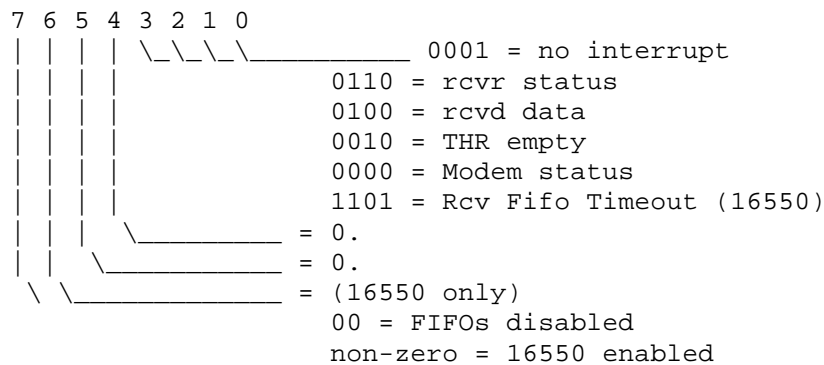 7 6 5 4 3 2 1 0
| | | | \_\_\_\__________ 0001 = no interrupt
| | | | 0110 = rcvr status
| | | | 0100 = rcvd data
| | | | 0010 = THR empty
| | | | 0000 = Modem status
| | | | 1101 = Rcv Fifo Timeout (16550)
| | | \_________ = 0.
| | \___________ = 0.
\ \_____________ = (16550 only)
00 = FIFOs disabled
non-zero = 16550 enabled